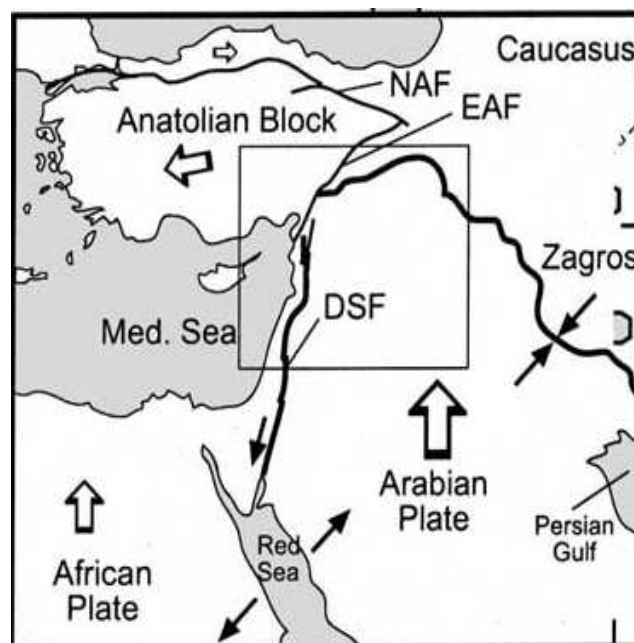 Caucasus
NAF
EAF
Anatolian Block
Zagros
Med. Sea
DSF
Arabian
Plate
Persian
Gulf
Red
Sea
African
Plate